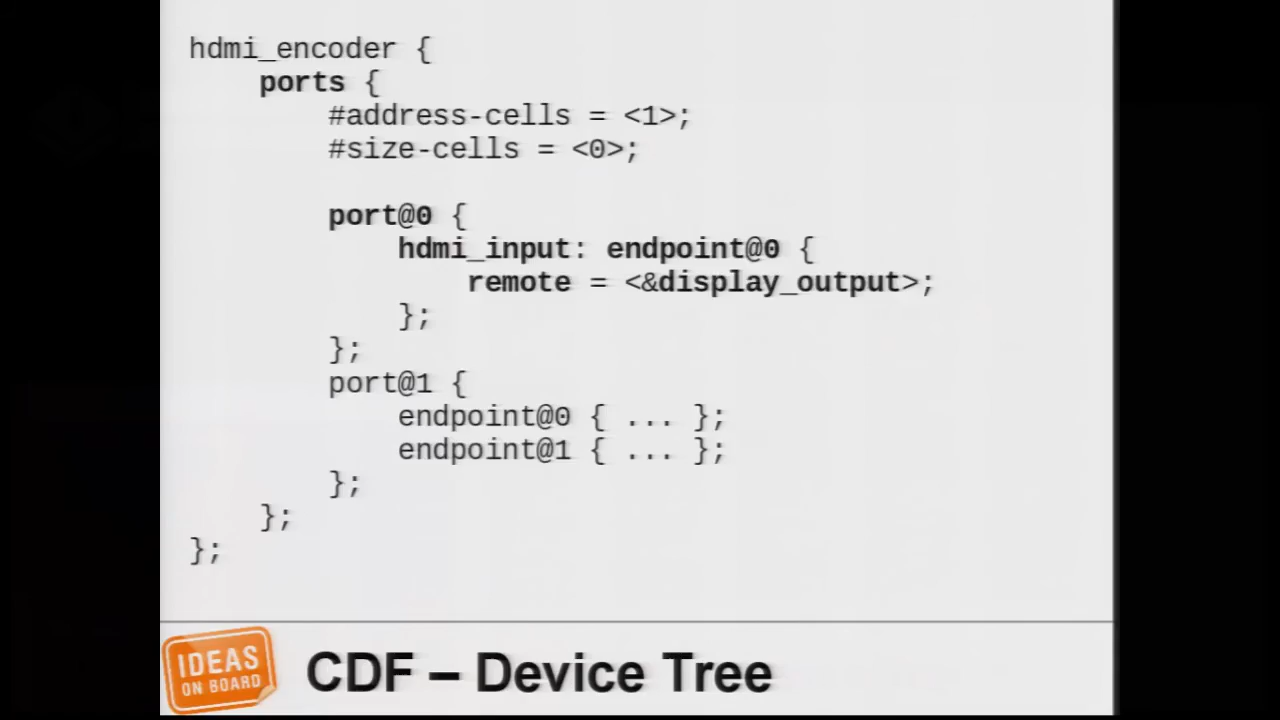 hdmi_encoder {
ports {
#address-cells = <1>;
#size-cells = <0>;
port@0 {
hdmi_input: endpoint@0 {
remote = <&display_output>;
};
};
port@1 {
endpoint@0 { ... };
endpoint@1 { ... };
};
};
};
IDEAS
ON BOARD
CDF – Device Tree